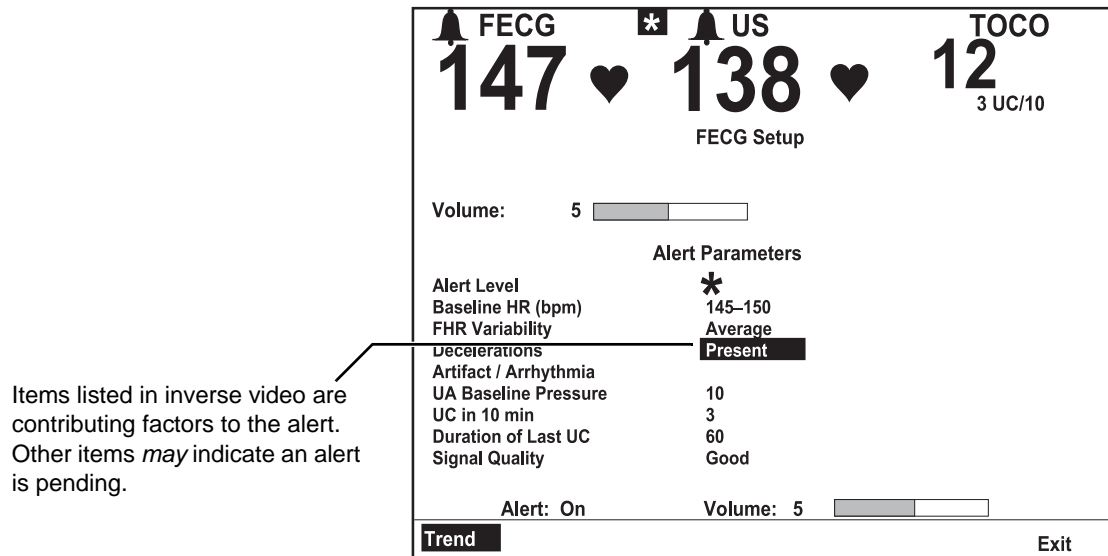 FECG * US TOCO
147 138 12
3 UC/10
FECG Setup
Volume: 5
Alert Parameters
Alert Level *
Baseline HR (bpm) 145–150
FHR Variability Average
Decelerations Present
Artifact / Arrhythmia
UA Baseline Pressure 10
UC in 10 min 3
Duration of Last UC 60
Signal Quality Good
Alert: On Volume: 5
Trend Exit
Items listed in inverse video are
contributing factors to the alert.
Other items may indicate an alert
is pending.